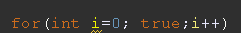 for(int i=0; true;i++)